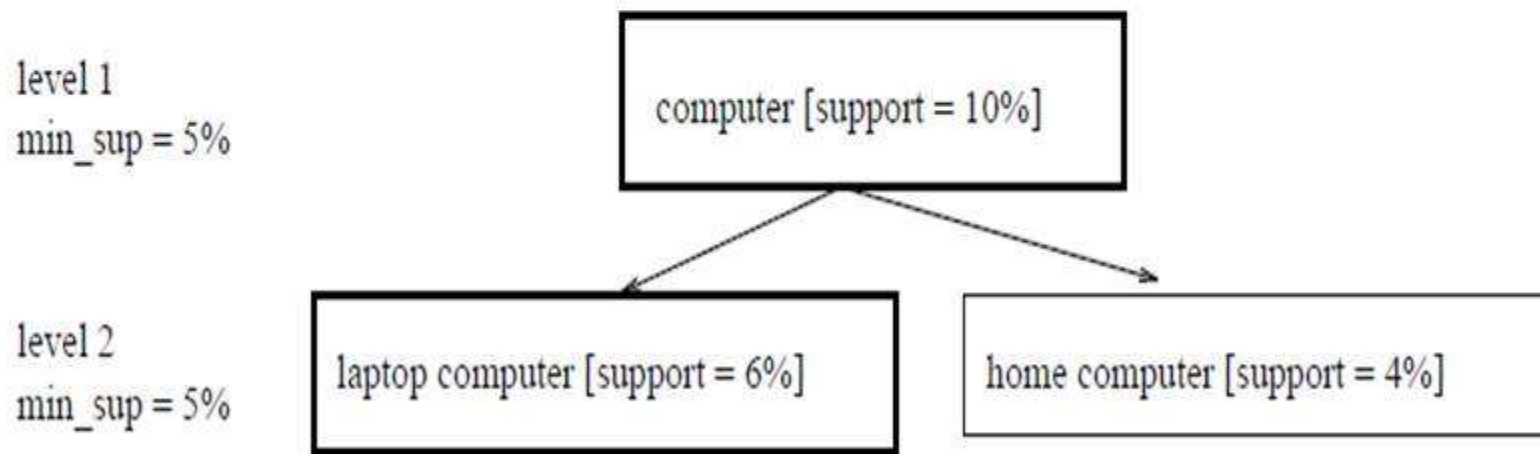 level 1
min_sup = 5%
computer [support = 10%]
level 2
min_sup = 5%
laptop computer [support = 6%]
home computer [support = 4%]